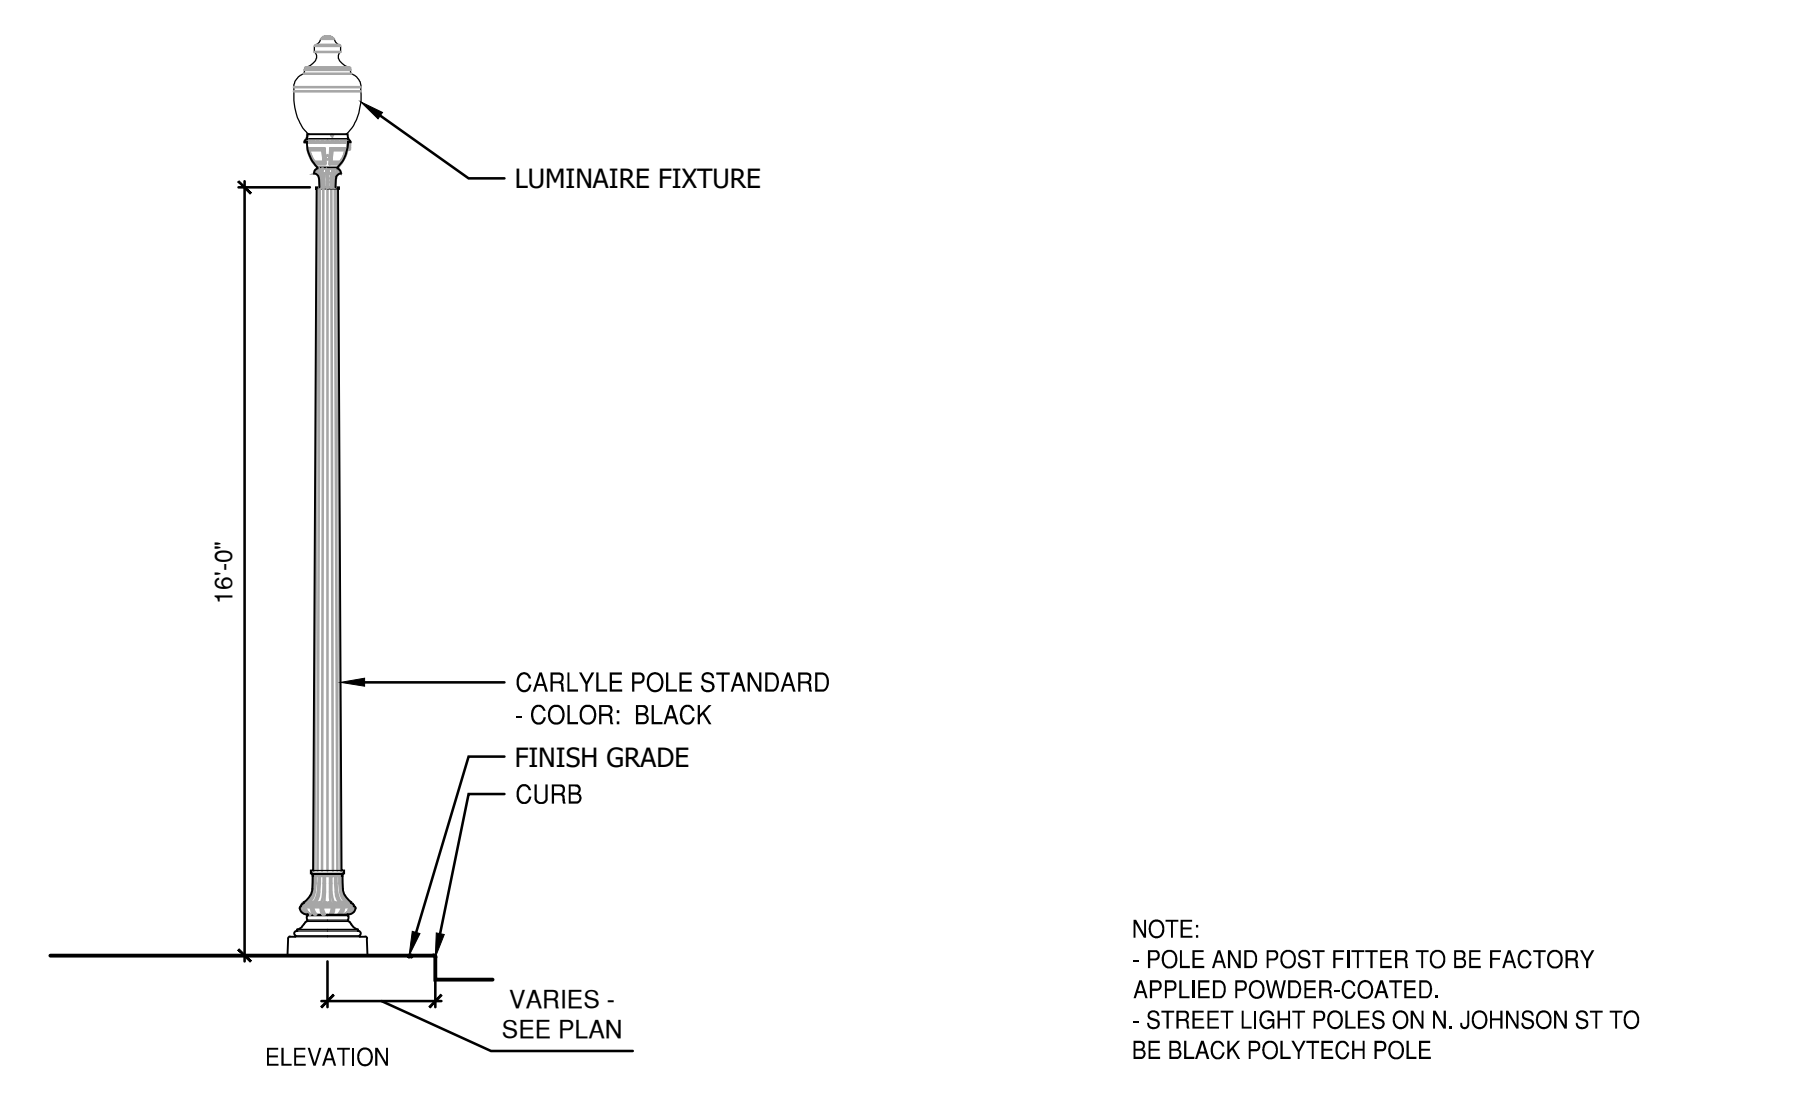 LUMINAIRE FIXTURE
16'-0"
CARLYLE POLE STANDARD
- COLOR: BLACK
FINISH GRADE
CURB
VARIES -
SEE PLAN
ELEVATION
NOTE:
- POLE AND POST FITTER TO BE FACTORY
APPLIED POWDER-COATED.
- STREET LIGHT POLES ON N. JOHNSON ST TO
BE BLACK POLYTECH POLE